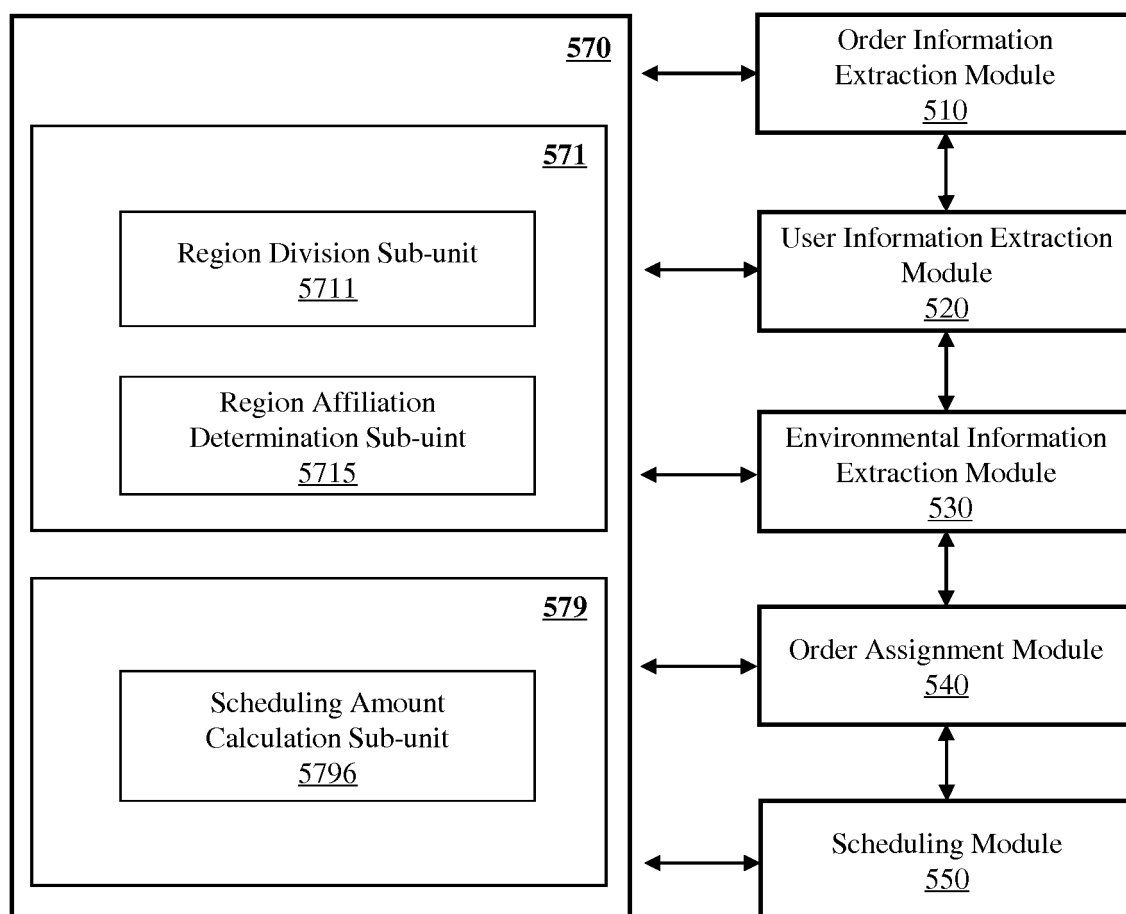 570
571
Region Division Sub-unit
5711
Region Affiliation
Determination Sub-uint
5715
579
Scheduling Amount
Calculation Sub-unit
5796
Order Information
Extraction Module
510
User Information Extraction
Module
520
Environmental Information
Extraction Module
530
Order Assignment Module
540
Scheduling Module
550